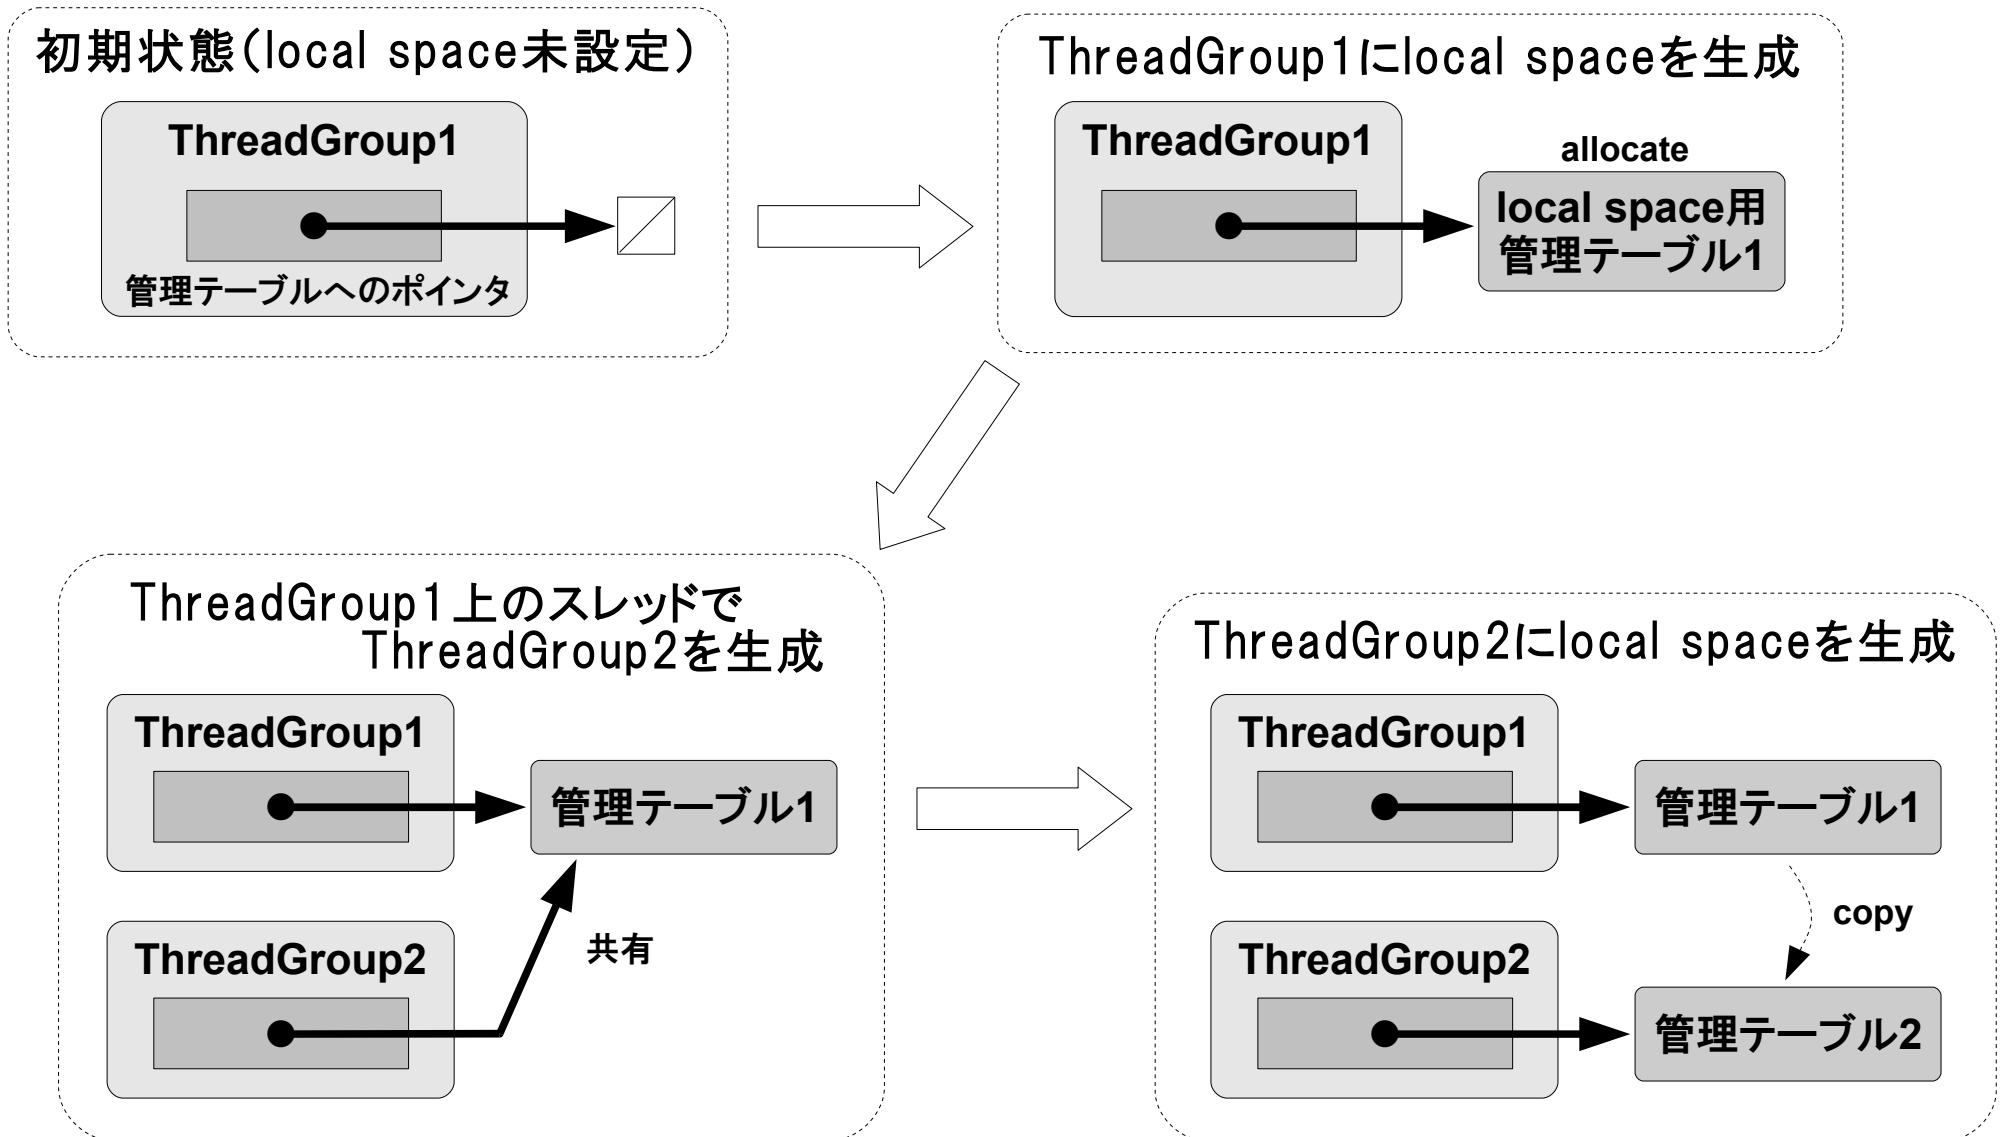 初期状態(local space未設定)
ThreadGroup1
管理テーブルへのポインタ
ThreadGroup1にlocal spaceを生成
ThreadGroup1
allocate
local space用
管理テーブル1
ThreadGroup1上のスレッドで
ThreadGroup2を生成
ThreadGroup1
管理テーブル1
共有
ThreadGroup2
ThreadGroup2にlocal spaceを生成
ThreadGroup1
管理テーブル1
copy
ThreadGroup2
管理テーブル2